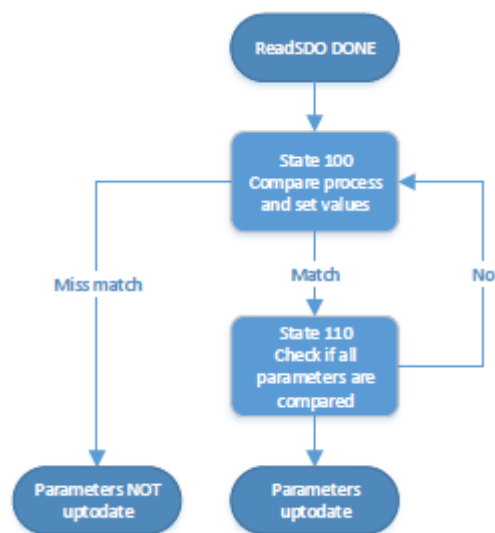 ReadSDO DONE
State 100
Compare process
and set values
Miss match
Match
No
State 110
Check if all
parameters are
compared
Parameters NOT
uptodate
Parameters
uptodate